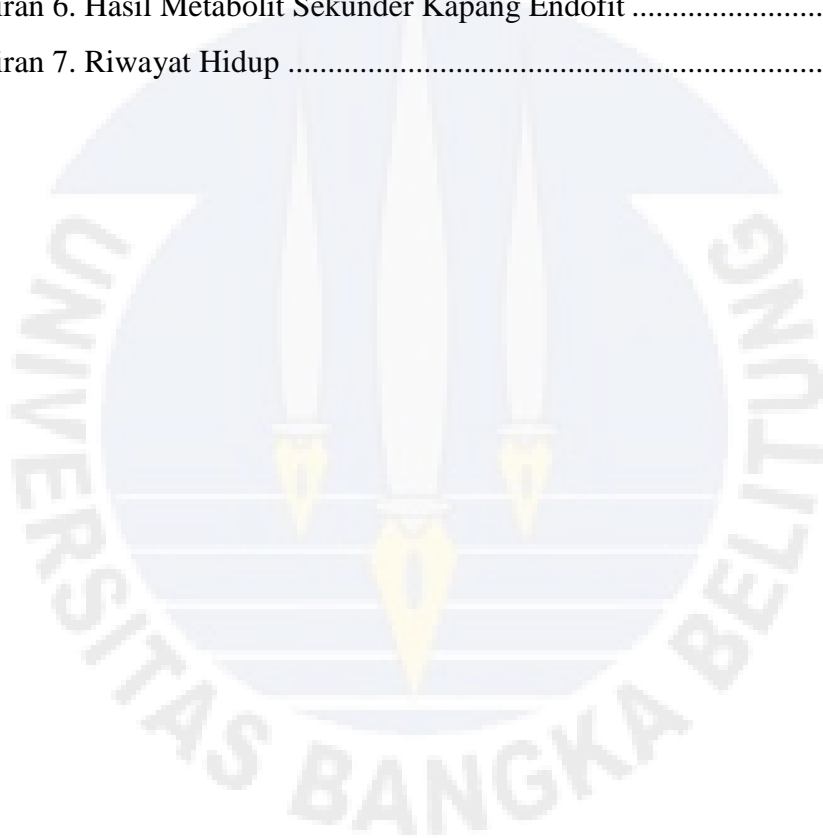 iran 6. Hasil Metabolit Sekunder Kapang Endofit ........................
iran 7. Riwayat Hidup ...................................................................
UNIVERSITAS BANGKA BELITUNG